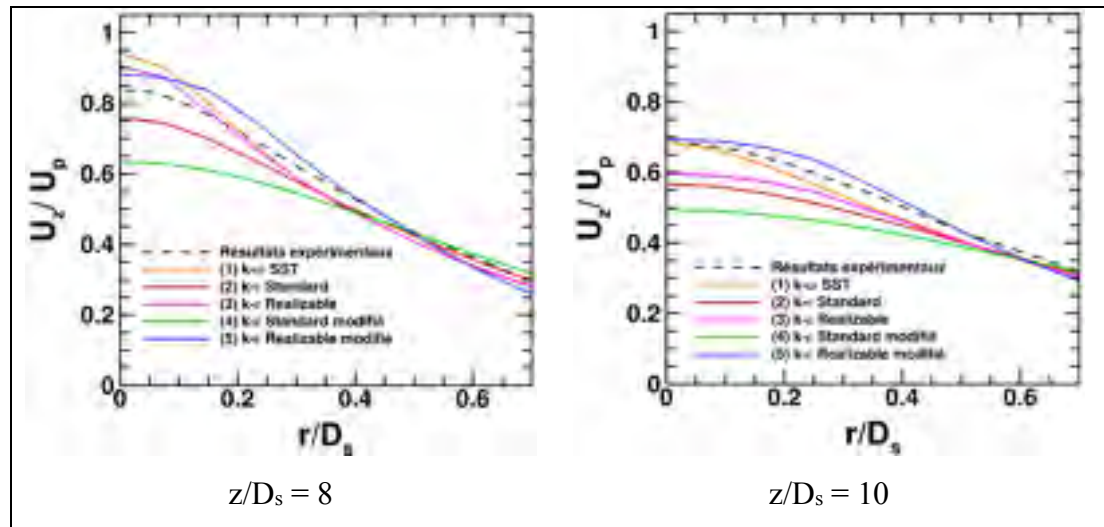 1
0.8
0.6
0.4
0.2
0
U_z / U_p
Résultats expérimentaux
(1) k-ω SST
(2) k-ε Standard
(3) k-ε Realizable
(4) k-ε Standard modifié
(5) k-ε Realizable modifié
0 0.2 0.4 0.6
r/D_s
z/Dₛ = 8
1
0.8
0.6
0.4
0.2
0
U_z / U_p
Résultats expérimentaux
(1) k-ω SST
(2) k-ε Standard
(3) k-ε Realizable
(4) k-ε Standard modifié
(5) k-ε Realizable modifié
0 0.2 0.4 0.6
r/D_s
z/Dₛ = 10